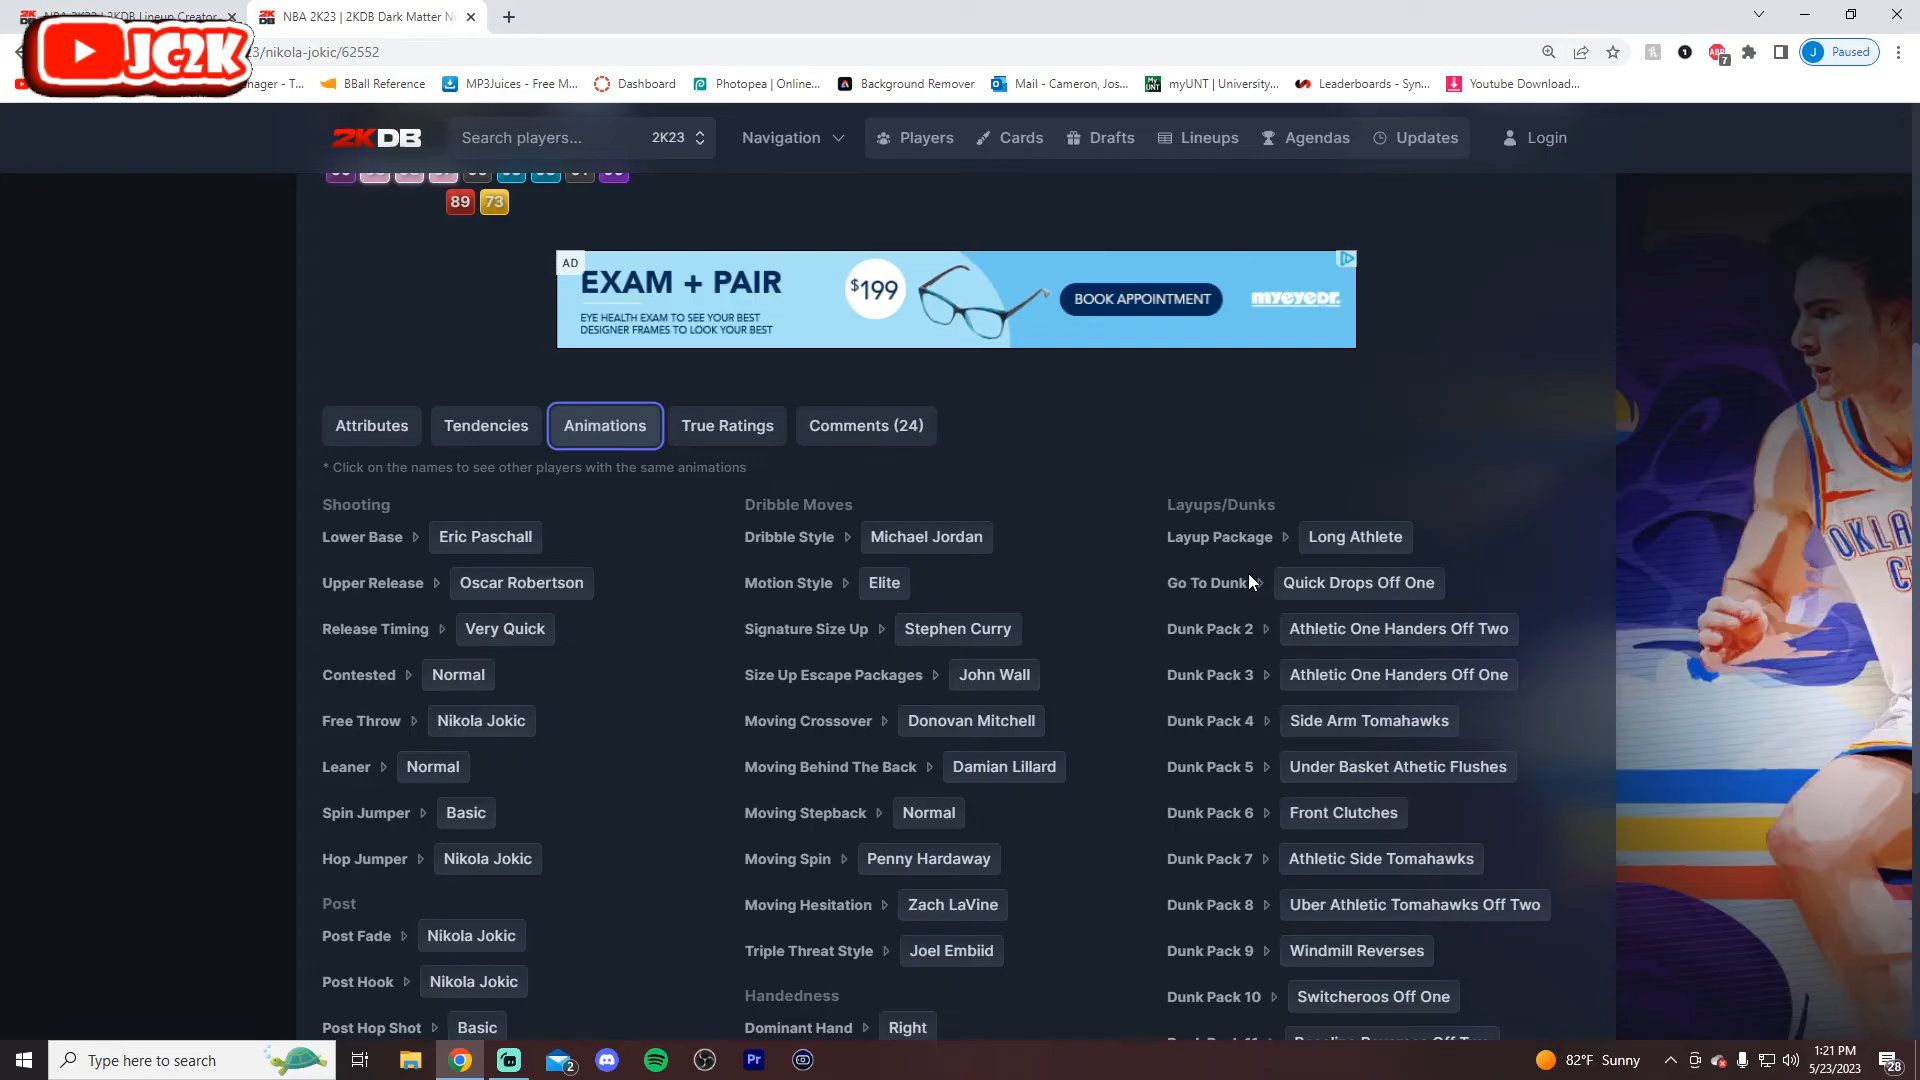 NBA 2K23 | 2KDB Lineup Creator
NBA 2K23 | 2KDB Dark Matter Ni
JC2K
3/nikola-jokic/62552
J Paused
anager - T...
BBall Reference
MP3Juices - Free M...
Dashboard
Photopea | Online...
Background Remover
Mail - Cameron, Jos...
myUNT | University...
Leaderboards - Syn...
Youtube Download...
2KDB
Search players...
2K23
Navigation
Players
Cards
Drafts
Lineups
Agendas
Updates
Login
89 73
AD
EXAM + PAIR
EYE HEALTH EXAM TO SEE YOUR BEST
DESIGNER FRAMES TO LOOK YOUR BEST
$199
BOOK APPOINTMENT
myeyedr.
Attributes
Tendencies
Animations
True Ratings
Comments (24)
* Click on the names to see other players with the same animations
Shooting
Lower Base Eric Paschall
Upper Release Oscar Robertson
Release Timing Very Quick
Contested Normal
Free Throw Nikola Jokic
Leaner Normal
Spin Jumper Basic
Hop Jumper Nikola Jokic
Post
Post Fade Nikola Jokic
Post Hook Nikola Jokic
Post Hop Shot Basic
Dribble Moves
Dribble Style Michael Jordan
Motion Style Elite
Signature Size Up Stephen Curry
Size Up Escape Packages John Wall
Moving Crossover Donovan Mitchell
Moving Behind The Back Damian Lillard
Moving Stepback Normal
Moving Spin Penny Hardaway
Moving Hesitation Zach LaVine
Triple Threat Style Joel Embiid
Handedness
Dominant Hand Right
Layups/Dunks
Layup Package Long Athlete
Go To Dunk Quick Drops Off One
Dunk Pack 2 Athletic One Handers Off Two
Dunk Pack 3 Athletic One Handers Off One
Dunk Pack 4 Side Arm Tomahawks
Dunk Pack 5 Under Basket Athetic Flushes
Dunk Pack 6 Front Clutches
Dunk Pack 7 Athletic Side Tomahawks
Dunk Pack 8 Uber Athletic Tomahawks Off Two
Dunk Pack 9 Windmill Reverses
Dunk Pack 10 Switcheroos Off One
Type here to search
82°F Sunny
1:21 PM
5/23/2023
28